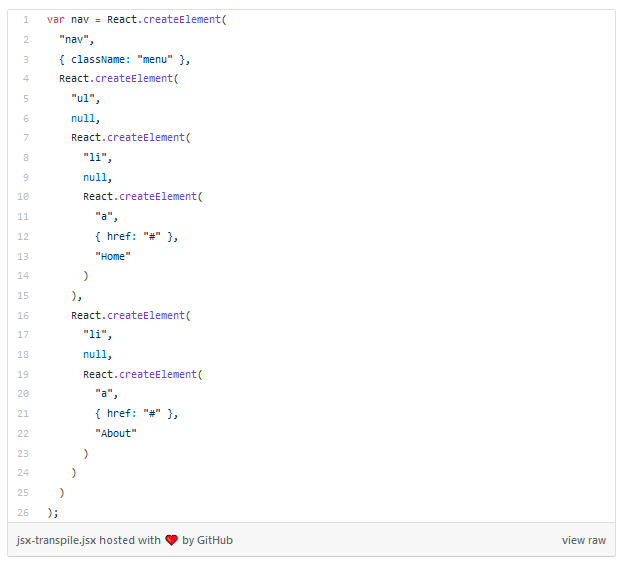 1 var nav = React.createElement(
2 "nav",
3 { className: "menu" },
4 React.createElement(
5 "ul",
6 null,
7 React.createElement(
8 "li",
9 null,
10 React.createElement(
11 "a",
12 { href: "#" },
13 "Home"
14 )
15 ),
16 React.createElement(
17 "li",
18 null,
19 React.createElement(
20 "a",
21 { href: "#" },
22 "About"
23 )
24 )
25 )
26 );
jsx-transpile.jsx hosted with ❤ by GitHub view raw